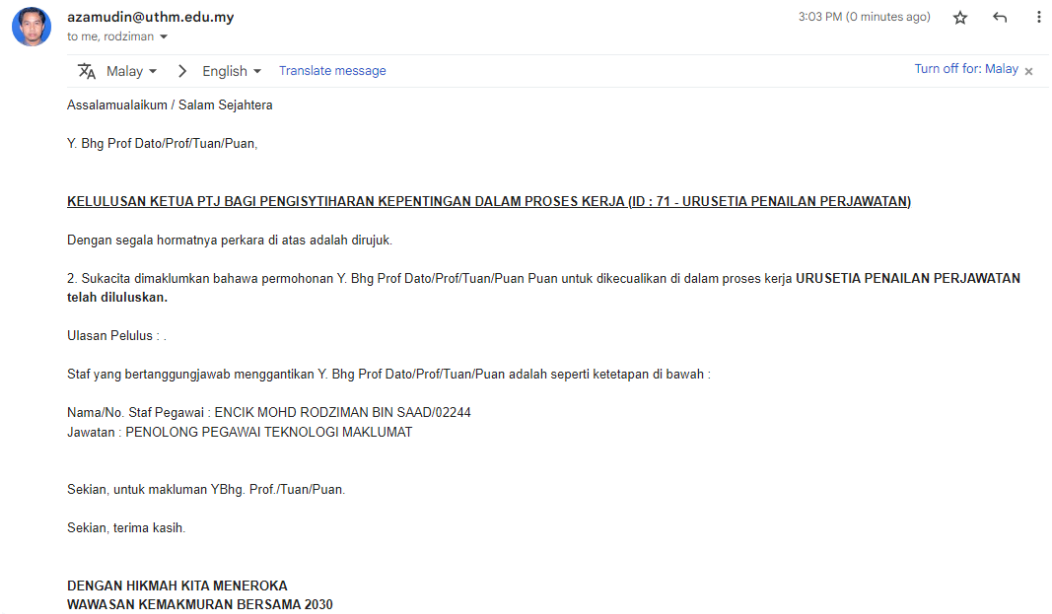 azamudin@uthm.edu.my
3:03 PM (0 minutes ago)
to me, rodziman
Malay
English
Translate message
Turn off for: Malay x
Assalamualaikum / Salam Sejahtera
Y. Bhg Prof Dato/Prof/Tuan/Puan,
KELULUSAN KETUA PTJ BAGI PENGISYTIHARAN KEPENTINGAN DALAM PROSES KERJA (ID : 71 - URUSETIA PENAILAN PERJAWATAN)
Dengan segala hormatnya perkara di atas adalah dirujuk.
2. Sukacita dimaklumkan bahawa permohonan Y. Bhg Prof Dato/Prof/Tuan/Puan Puan untuk dikecualikan di dalam proses kerja URUSETIA PENAILAN PERJAWATAN
telah diluluskan.
Ulasan Pelulus : .
Staf yang bertanggungjawab menggantikan Y. Bhg Prof Dato/Prof/Tuan/Puan adalah seperti ketetapan di bawah :
Nama/No. Staf Pegawai : ENCIK MOHD RODZIMAN BIN SAAD/02244
Jawatan : PENOLONG PEGAWAI TEKNOLOGI MAKLUMAT
Sekian, untuk makluman YBhg. Prof./Tuan/Puan.
Sekian, terima kasih.
DENGAN HIKMAH KITA MENEROKA
WAWASAN KEMAKMURAN BERSAMA 2030